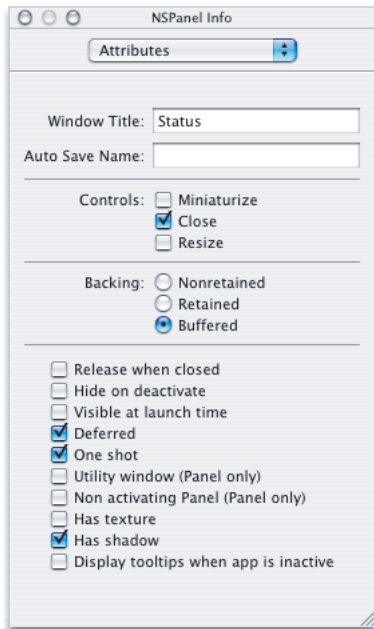 NSPanel Info
Attributes
Window Title: Status
Auto Save Name:
Controls: Miniaturize
Close
Resize
Backing: Nonretained
Retained
Buffered
Release when closed
Hide on deactivate
Visible at launch time
Deferred
One shot
Utility window (Panel only)
Non activating Panel (Panel only)
Has texture
Has shadow
Display tooltips when app is inactive